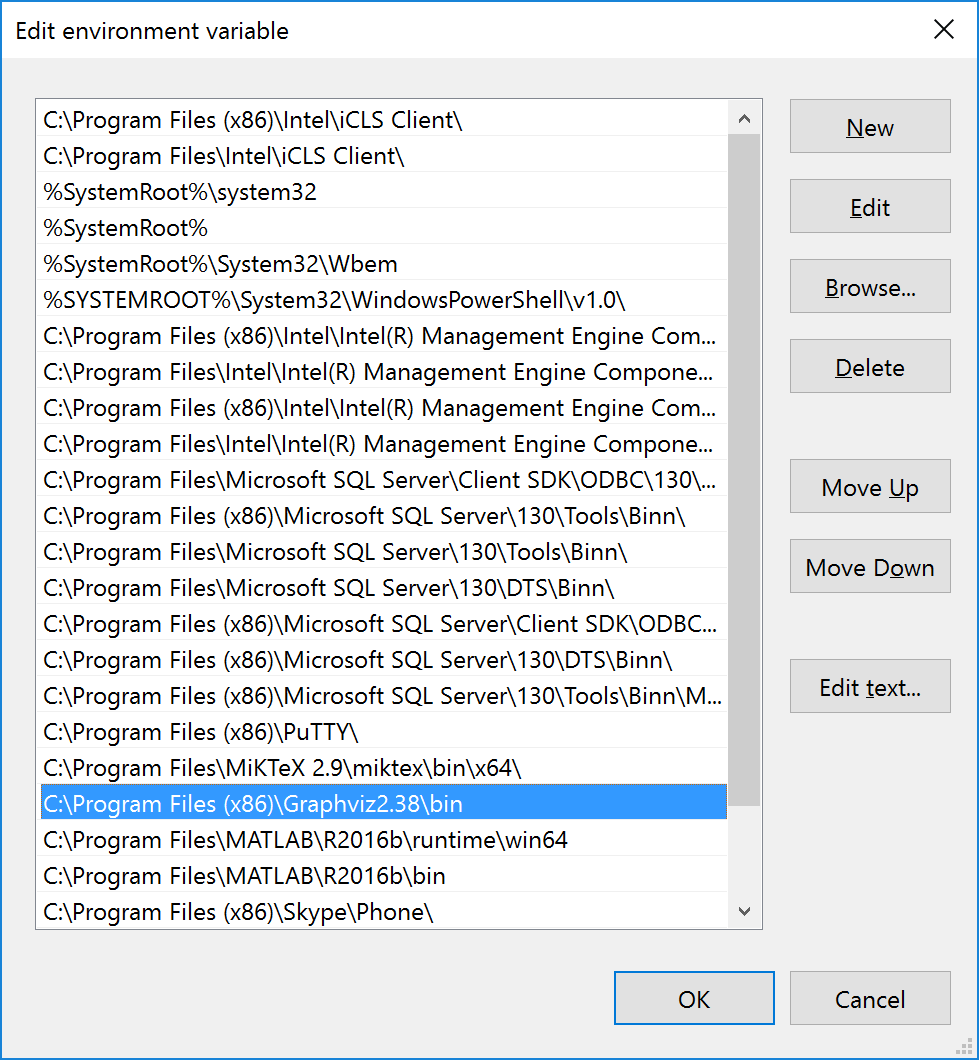 Edit environment variable
C:\Program Files (x86)\Intel\iCLS Client\
C:\Program Files\Intel\iCLS Client\
%SystemRoot%\system32
%SystemRoot%
%SystemRoot%\System32\Wbem
%SYSTEMROOT%\System32\WindowsPowerShell\v1.0\
C:\Program Files (x86)\Intel\Intel(R) Management Engine Com...
C:\Program Files\Intel\Intel(R) Management Engine Compone...
C:\Program Files (x86)\Intel\Intel(R) Management Engine Com...
C:\Program Files\Intel\Intel(R) Management Engine Compone...
C:\Program Files\Microsoft SQL Server\Client SDK\ODBC\130\...
C:\Program Files (x86)\Microsoft SQL Server\130\Tools\Binn\
C:\Program Files\Microsoft SQL Server\130\Tools\Binn\
C:\Program Files\Microsoft SQL Server\130\DTS\Binn\
C:\Program Files (x86)\Microsoft SQL Server\Client SDK\ODBC...
C:\Program Files (x86)\Microsoft SQL Server\130\DTS\Binn\
C:\Program Files (x86)\Microsoft SQL Server\130\Tools\Binn\M...
C:\Program Files (x86)\PuTTY\
C:\Program Files\MiKTeX 2.9\miktex\bin\x64\
C:\Program Files (x86)\Graphviz2.38\bin
C:\Program Files\MATLAB\R2016b\runtime\win64
C:\Program Files\MATLAB\R2016b\bin
C:\Program Files (x86)\Skype\Phone\
New
Edit
Browse...
Delete
Move Up
Move Down
Edit text...
OK
Cancel